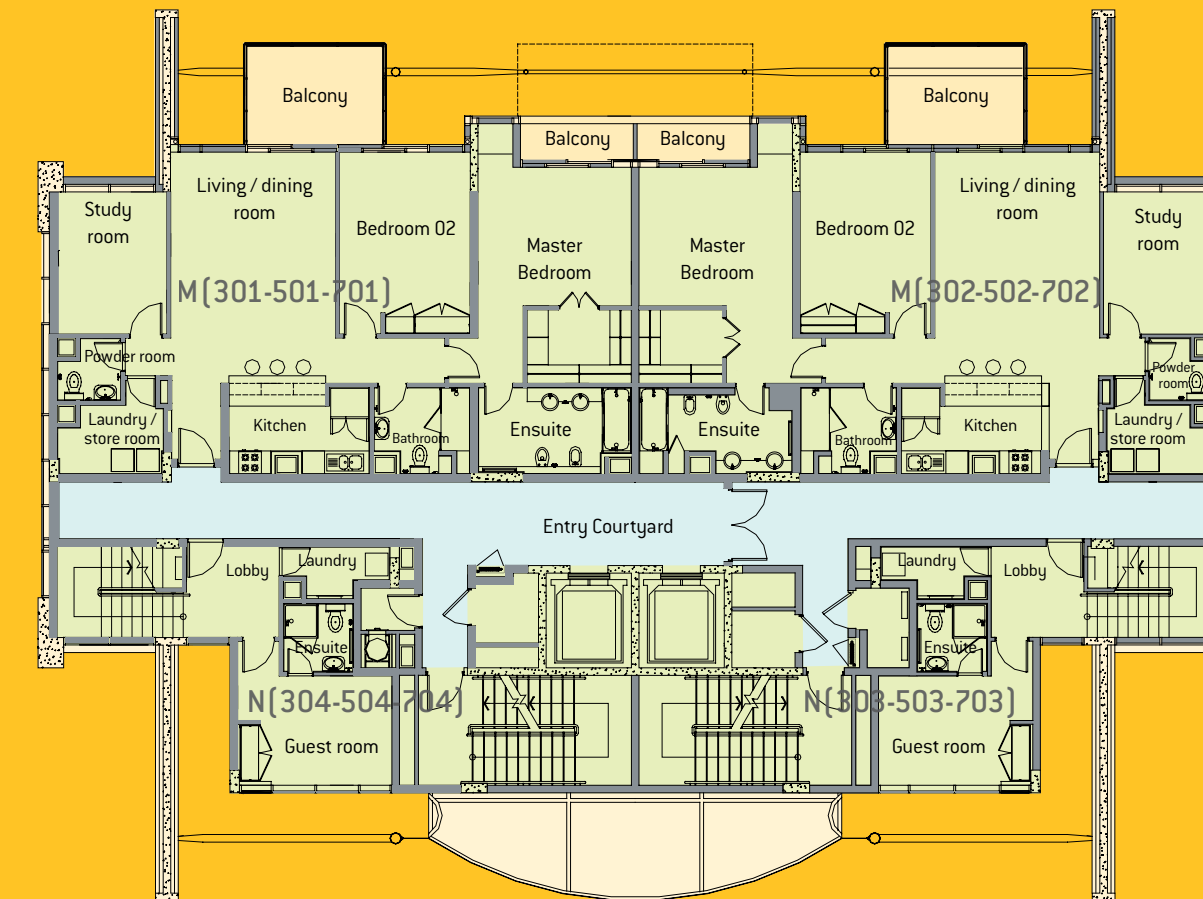 Balcony
Balcony
Balcony
Balcony
Living / dining
room
Living / dining
room
Study
room
Bedroom 02
Master
Bedroom
Master
Bedroom
Bedroom 02
Study
room
M(301-501-701)
M(302-502-702)
Powder room
Powder
room
Laundry /
store room
Kitchen
Bathroom
Ensuite
Ensuite
Bathroom
Kitchen
Laundry /
store room
Entry Courtyard
Lobby
Laundry
Laundry
Lobby
Ensuite
Ensuite
N(304-504-704)
N(303-503-703)
Guest room
Guest room